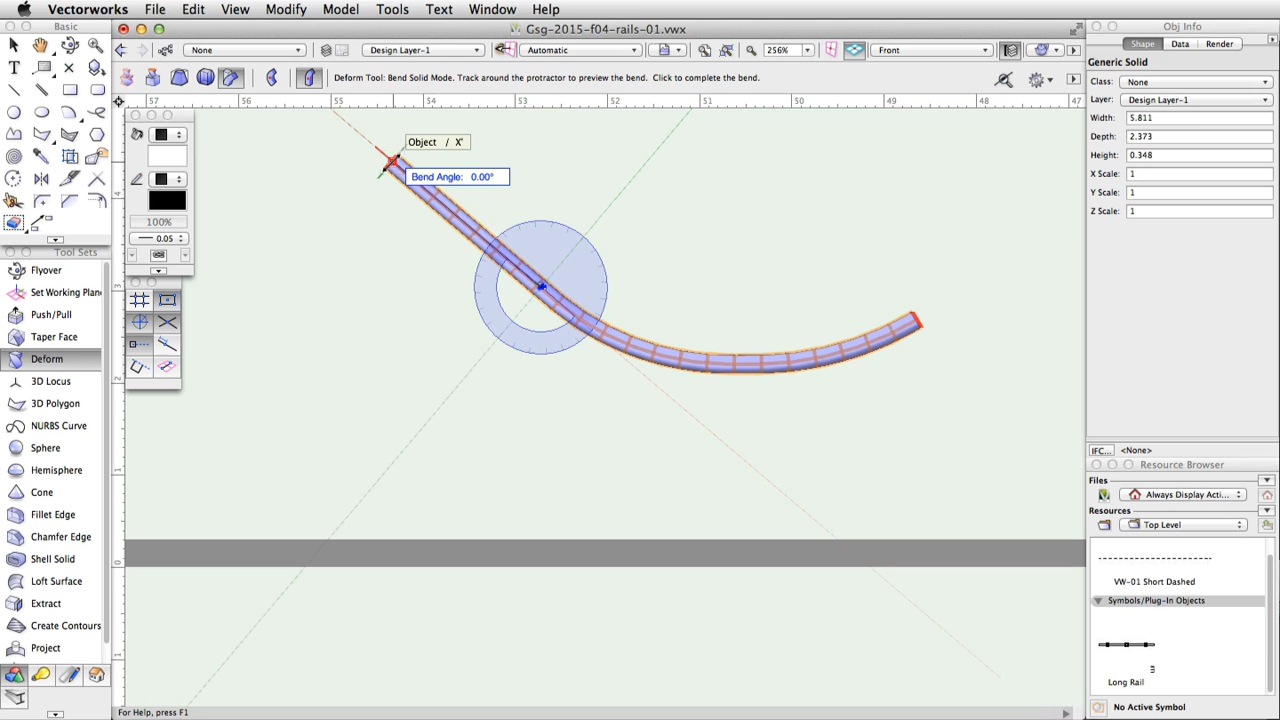 File Edit View Modify Model Tools Text Window Help
Basic
Gsg-2015-f04-rails-01.vwx
Obj Info
None
Design Layer-1
Automatic
256%
Front
Deform Tool: Bend Solid Mode. Track around the protractor to preview the bend. Click to complete the bend.
57 56 55 54 53 52 51 50 49 48 47
4
3
2
1
0
1
Object / X'
Bend Angle: 0.00°
100%
0.05
Tool Sets
Flyover
Set Working Plane
Push/Pull
Taper Face
Deform
3D Locus
3D Polygon
NURBS Curve
Sphere
Hemisphere
Cone
Fillet Edge
Chamfer Edge
Shell Solid
Loft Surface
Extract
Create Contours
Project
Shape Data Render
Generic Solid
Class: None
Layer: Design Layer-1
Width: 5.811
Depth: 2.373
Height: 0.348
X Scale: 1
Y Scale: 1
Z Scale: 1
IFC... <None>
Resource Browser
Files
Always Display Acti...
Resources
Top Level
VW-01 Short Dashed
Symbols/Plug-In Objects
Long Rail
No Active Symbol
For Help, press F1